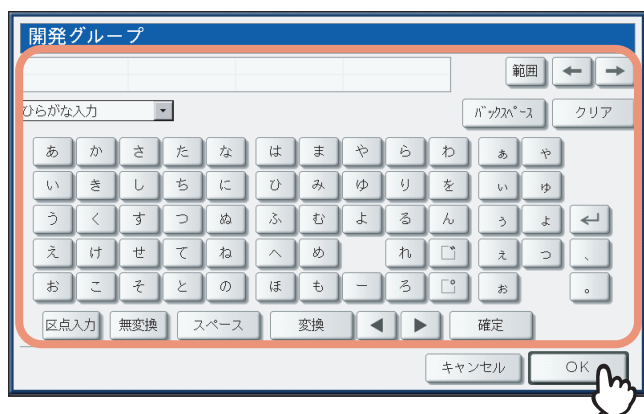 開発グループ
範囲 ← →
ひらがな入力 バックスペース クリア
あ か さ た な は ま や ら わ ぁ ゃ
い き し ち に ひ み ゆ り を ぃ ゅ
う く す つ ぬ ふ む よ る ん ぅ ょ
え け せ て ね へ め れ ゛ ぇ っ 、
お こ そ と の ほ も ー ろ ゜ ぉ 。
区点入力 無変換 スペース 変換 ◀ ▶ 確定
キャンセル OK